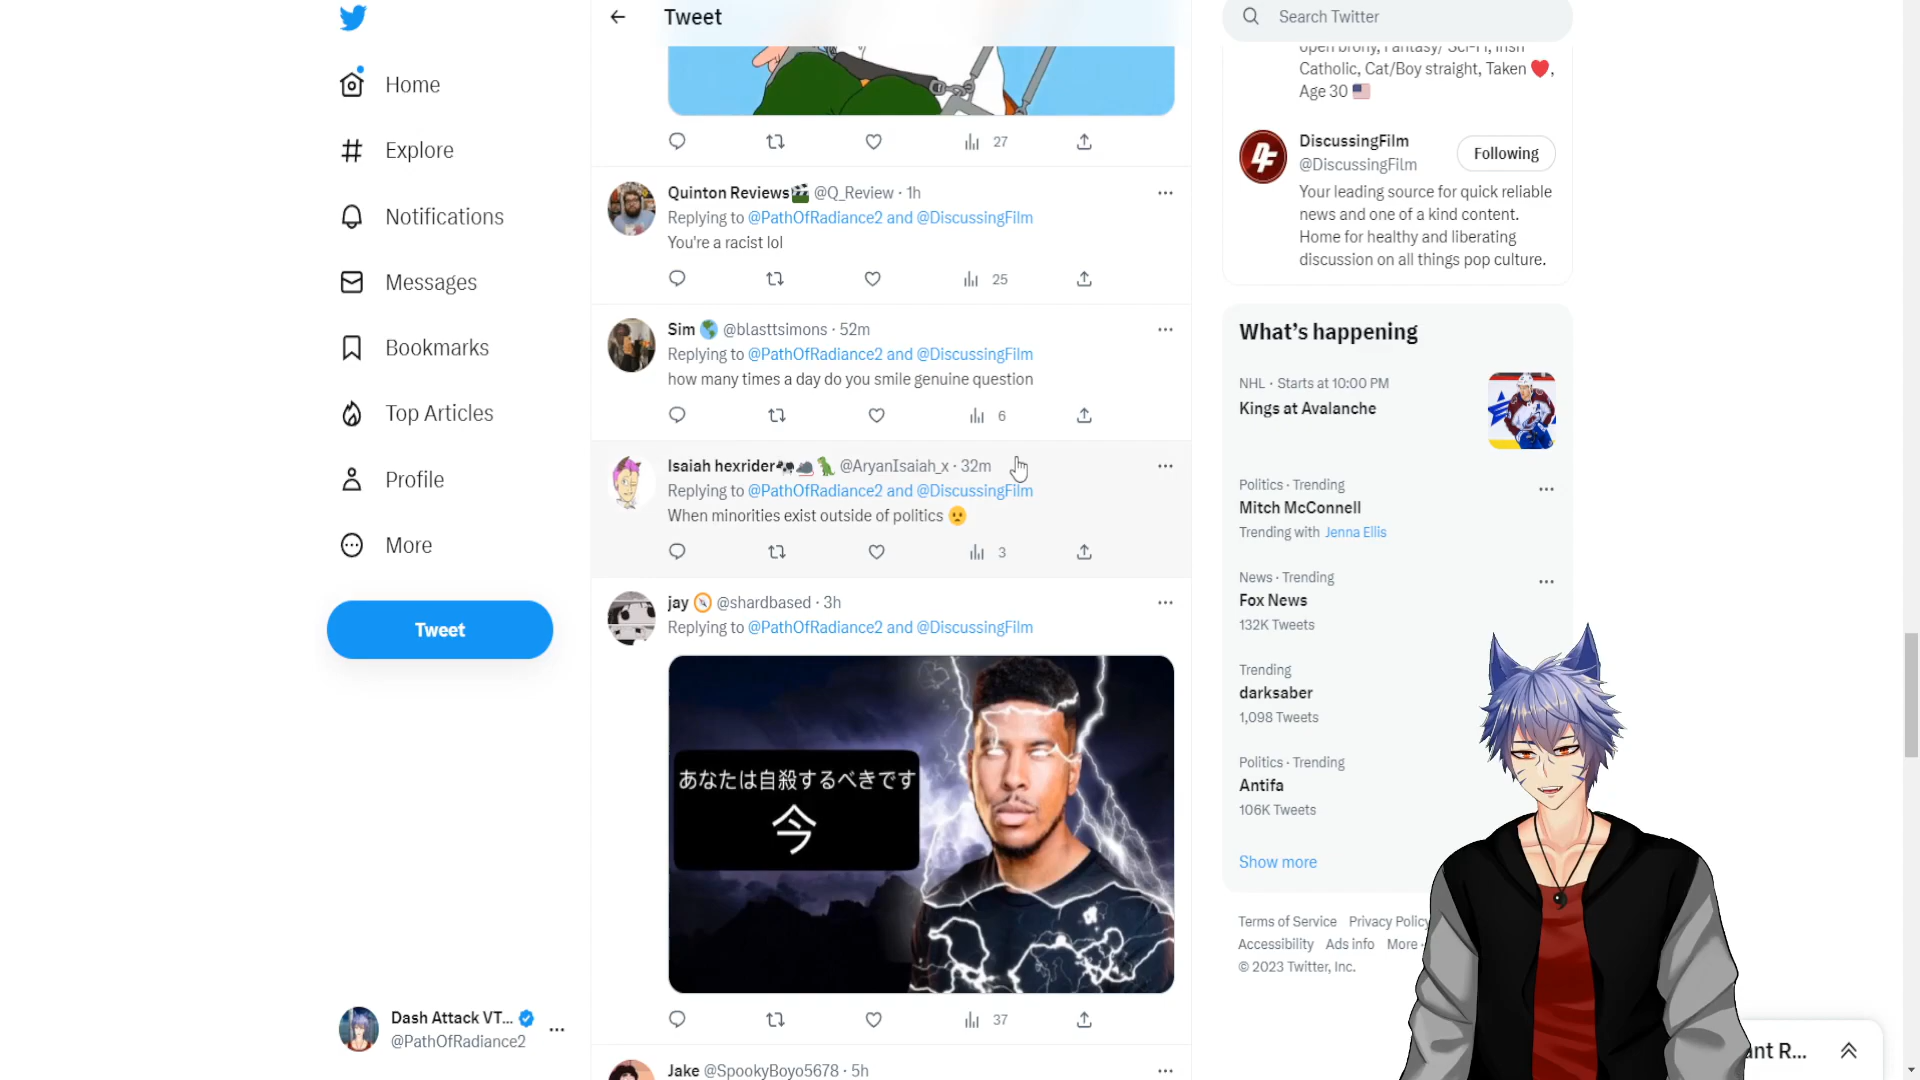 Home
Explore
Notifications
Messages
Bookmarks
Top Articles
Profile
More
Tweet
Dash Attack VT...
@PathOfRadiance2
Tweet
27
Quinton Reviews @Q_Review · 1h
Replying to @PathOfRadiance2 and @DiscussingFilm
You're a racist lol
25
Sim @blasttsimons · 52m
Replying to @PathOfRadiance2 and @DiscussingFilm
how many times a day do you smile genuine question
6
Isaiah hexrider @AryanIsaiah_x · 32m
Replying to @PathOfRadiance2 and @DiscussingFilm
When minorities exist outside of politics 😟
3
jay @shardbased · 3h
Replying to @PathOfRadiance2 and @DiscussingFilm
あなたは自殺するべきです
今
37
Jake @SpookyBoyo5678 · 5h
Search Twitter
open brony, Fantasy/ Sci-Fi, Irish
Catholic, Cat/Boy straight, Taken ❤️,
Age 30 🇺🇸
DiscussingFilm
@DiscussingFilm
Following
Your leading source for quick reliable
news and one of a kind content.
Home for healthy and liberating
discussion on all things pop culture.
What's happening
NHL · Starts at 10:00 PM
Kings at Avalanche
Politics · Trending
Mitch McConnell
Trending with Jenna Ellis
News · Trending
Fox News
132K Tweets
Trending
darksaber
1,098 Tweets
Politics · Trending
Antifa
106K Tweets
Show more
Terms of Service Privacy Policy
Accessibility Ads info More
© 2023 Twitter, Inc.
R...